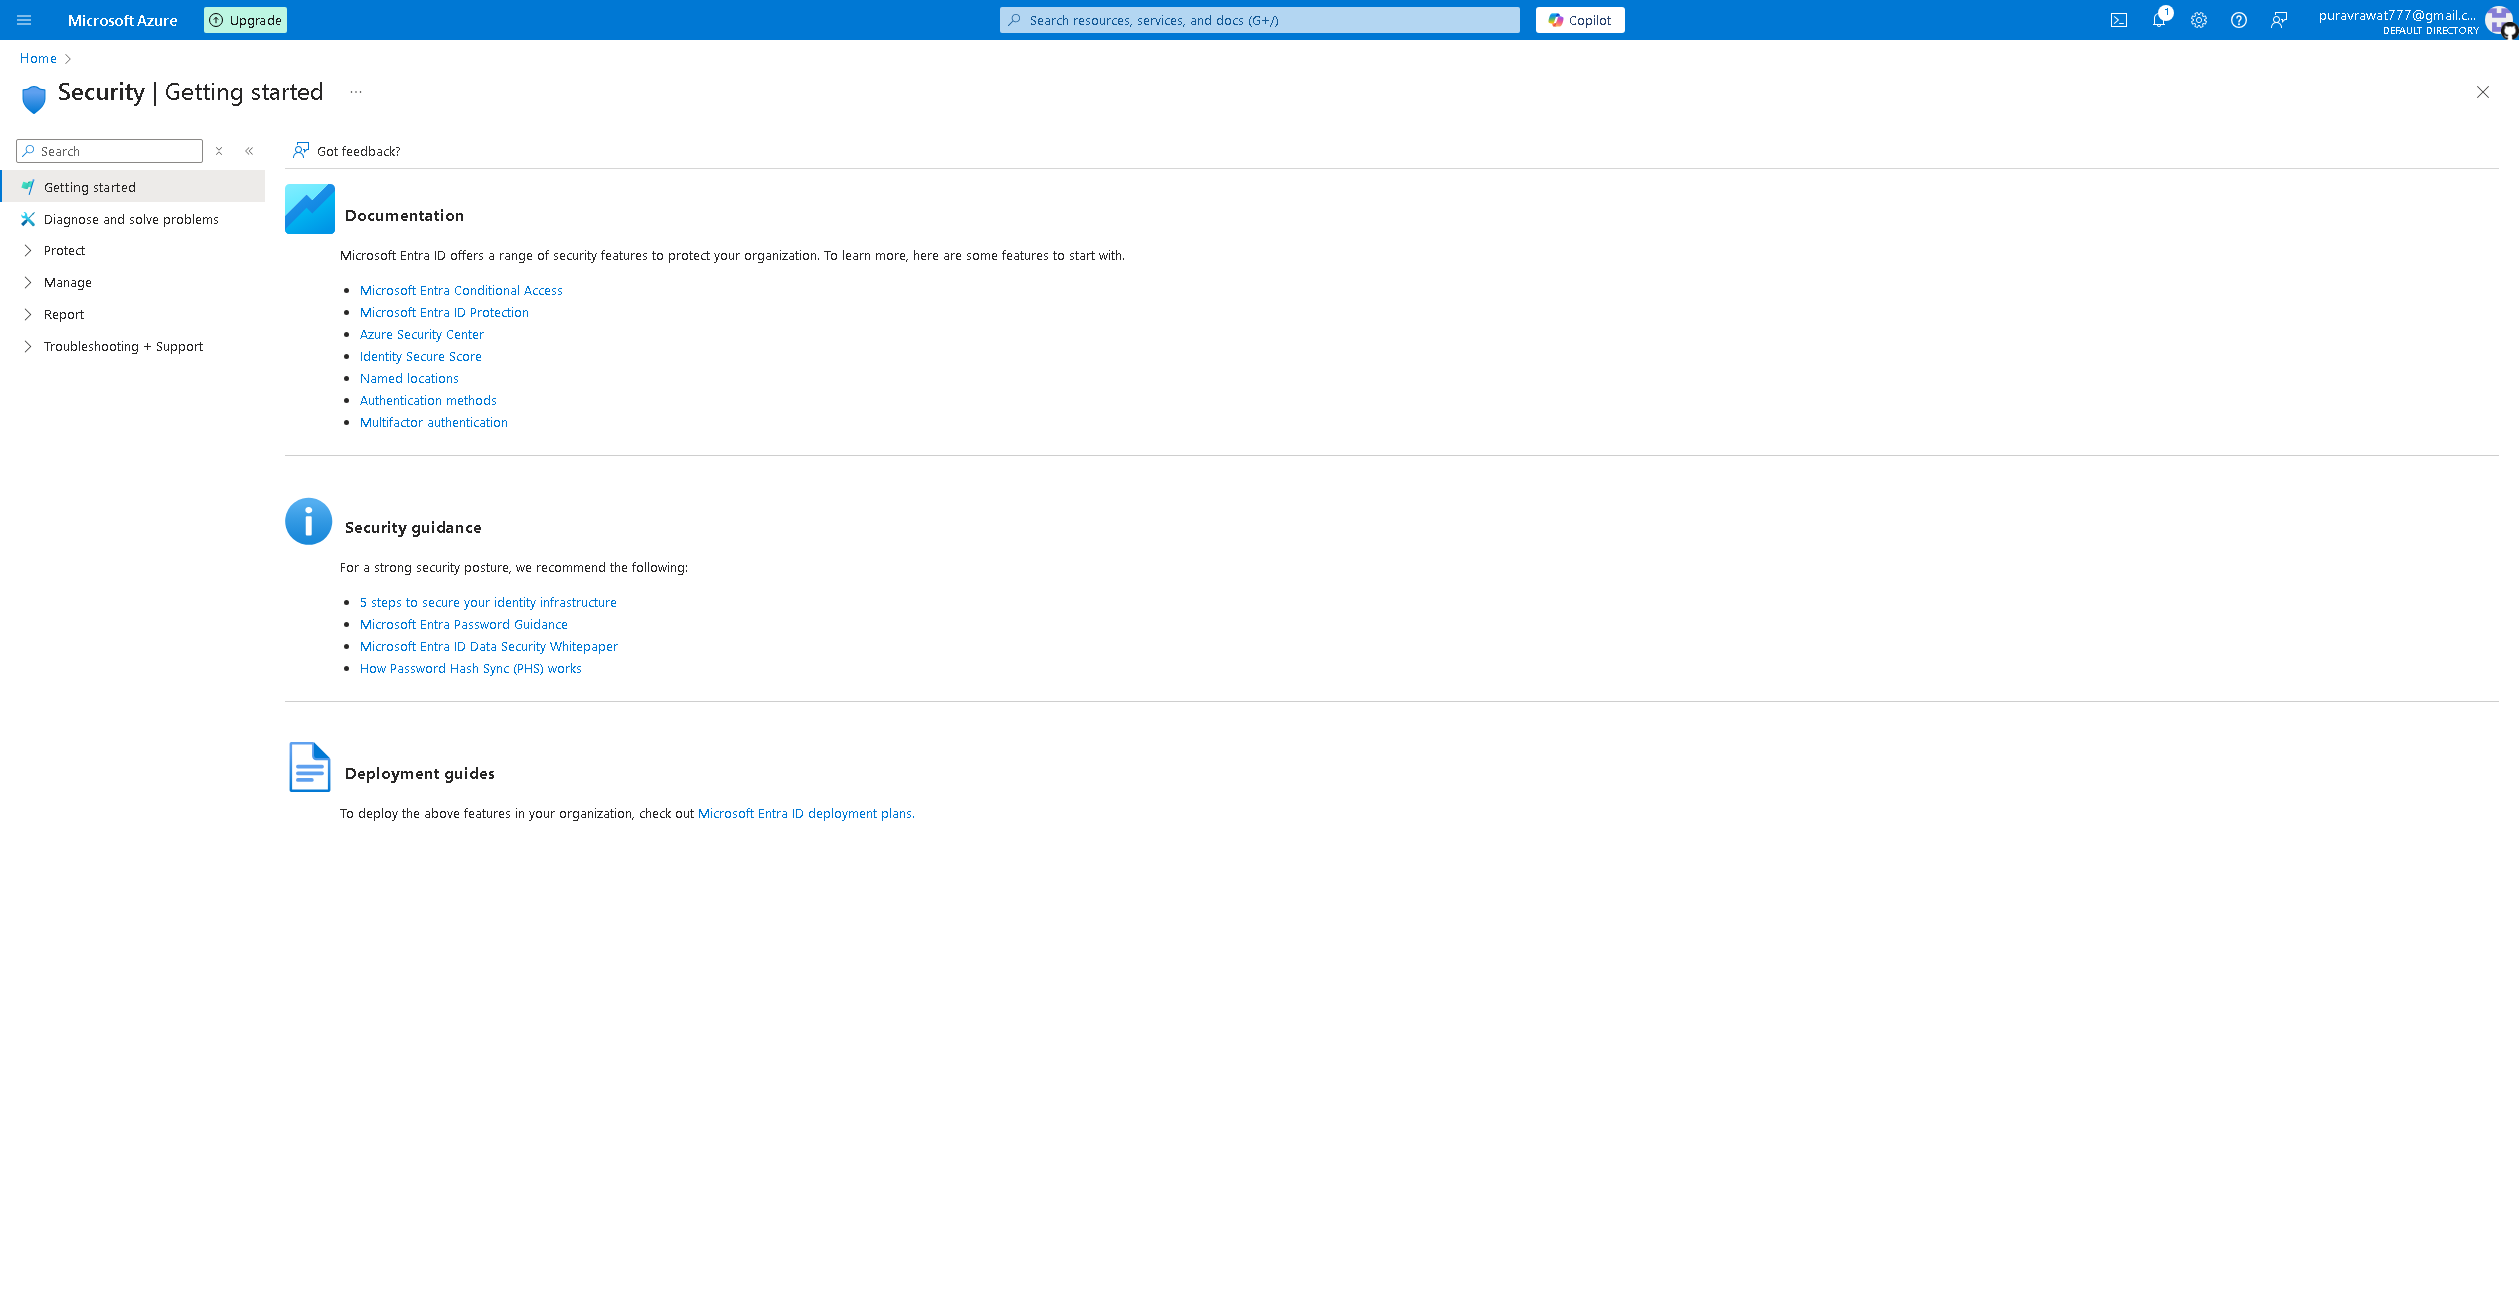 Microsoft Azure
Upgrade
Search resources, services, and docs (G+/)
Copilot
1
puravrawat777@gmail.c...
DEFAULT DIRECTORY
Home
Security | Getting started
...
Search
Got feedback?
Getting started
Diagnose and solve problems
Protect
Manage
Report
Troubleshooting + Support
Documentation
Microsoft Entra ID offers a range of security features to protect your organization. To learn more, here are some features to start with.
Microsoft Entra Conditional Access
Microsoft Entra ID Protection
Azure Security Center
Identity Secure Score
Named locations
Authentication methods
Multifactor authentication
Security guidance
For a strong security posture, we recommend the following:
5 steps to secure your identity infrastructure
Microsoft Entra Password Guidance
Microsoft Entra ID Data Security Whitepaper
How Password Hash Sync (PHS) works
Deployment guides
To deploy the above features in your organization, check out Microsoft Entra ID deployment plans.